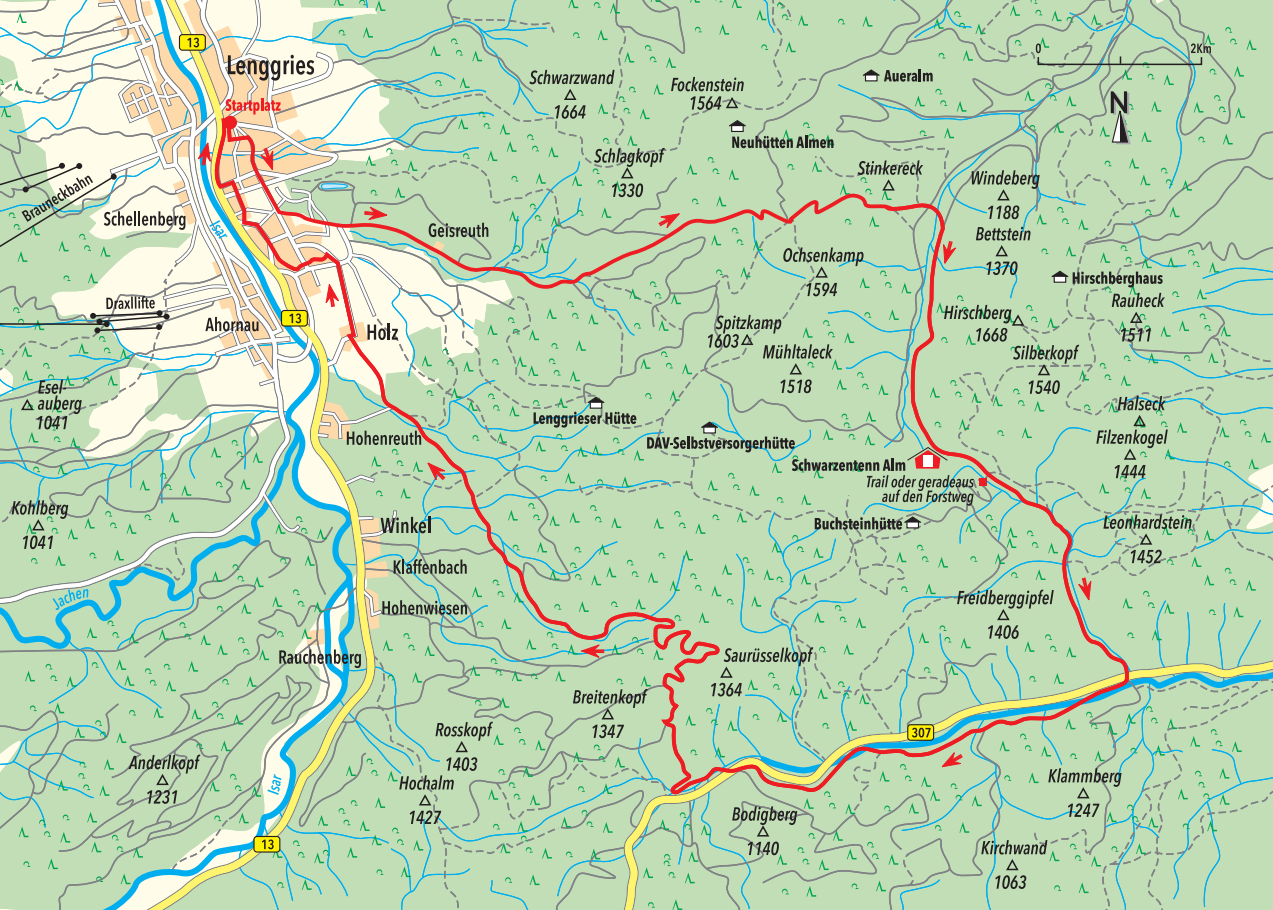 13
Lenggries
Startplatz
Schwarzwand
1664
Fockenstein
1564
Aueralm
0
2Km
N
Neuhütten Almen
Schlagkopf
1330
Stinkereck
Windeberg
1188
Brauneckbahn
Schellenberg
Isar
Geisreuth
Bettstein
1370
Ochsenkamp
1594
Hirschberghaus
Rauheck
1511
Draxllifte
Ahornau
13
Holz
Spitzkamp
1603
Hirschberg
1668
Mühltaleck
1518
Silberkopf
1540
Esel-
auberg
1041
Lenggrieser Hütte
Halseck
Filzenkogel
1444
Hohenreuth
DAV-Selbstversorgerhütte
Schwarzentenn Alm
Trail oder geradeaus
auf den Forstweg
Kohlberg
1041
Winkel
Buchsteinhütte
Leonhardstein
1452
Klaffenbach
Jachen
Hohenwiesen
Freidberggipfel
1406
Rauchenberg
Saurüsselkopf
1364
Breitenkopf
1347
Rosskopf
1403
307
Anderlkopf
1231
Isar
Hochalm
1427
Klammberg
1247
Bodigberg
1140
13
Kirchwand
1063